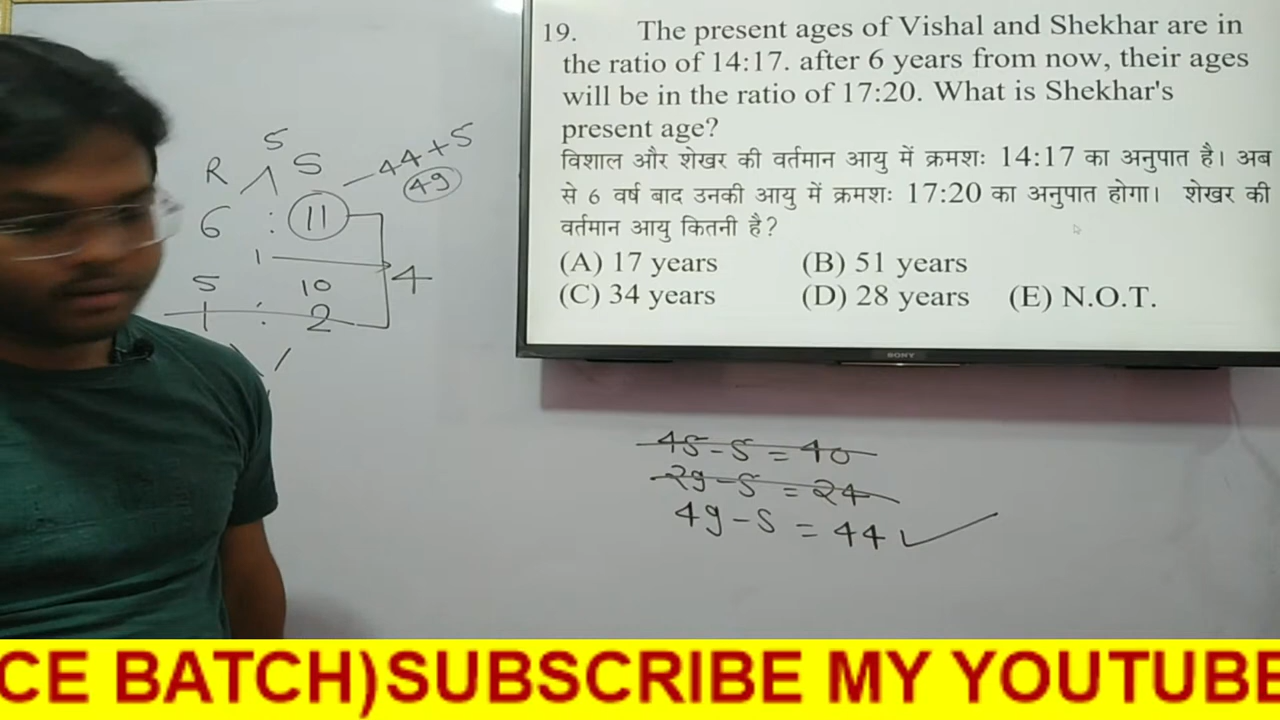 19. The present ages of Vishal and Shekhar are in
the ratio of 14:17. after 6 years from now, their ages
will be in the ratio of 17:20. What is Shekhar's
present age?
विशाल और शेखर की वर्तमान आयु में क्रमशः 14:17 का अनुपात है। अब
से 6 वर्ष बाद उनकी आयु में क्रमशः 17:20 का अनुपात होगा। शेखर की
वर्तमान आयु कितनी है?
(A) 17 years (B) 51 years
(C) 34 years (D) 28 years (E) N.O.T.
SONY
5
R S 44+5
49
6 : 11
1
4
5 10
1 : 2
45-5=40
29-5=24
49-5=44
CE BATCH)SUBSCRIBE MY YOUTUBE